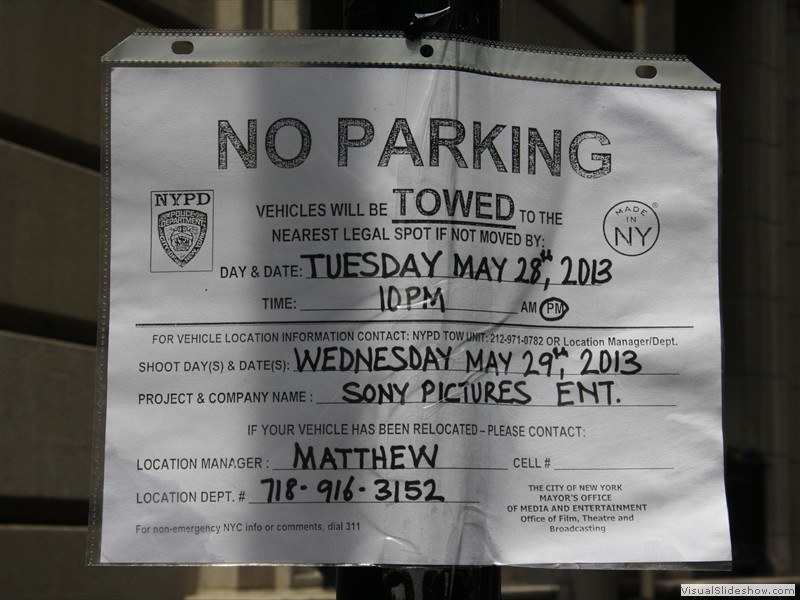 NO PARKING
NYPD
POLICE
DEPARTMENT
VEHICLES WILL BE TOWED TO THE
NEAREST LEGAL SPOT IF NOT MOVED BY:
MADE IN
NY
®
DAY & DATE: TUESDAY MAY 28th, 2013
TIME: 10PM AM PM
FOR VEHICLE LOCATION INFORMATION CONTACT: NYPD TOW UNIT: 212-971-0782 OR Location Manager/Dept.
SHOOT DAY(S) & DATE(S): WEDNESDAY MAY 29th, 2013
PROJECT & COMPANY NAME: SONY PICTURES ENT.
IF YOUR VEHICLE HAS BEEN RELOCATED – PLEASE CONTACT:
LOCATION MANAGER: MATTHEW CELL #
LOCATION DEPT. # 718-916-3152
THE CITY OF NEW YORK
MAYOR'S OFFICE
OF MEDIA AND ENTERTAINMENT
Office of Film, Theatre and
Broadcasting
For non-emergency NYC info or comments, dial 311
VisualSlideshow.com